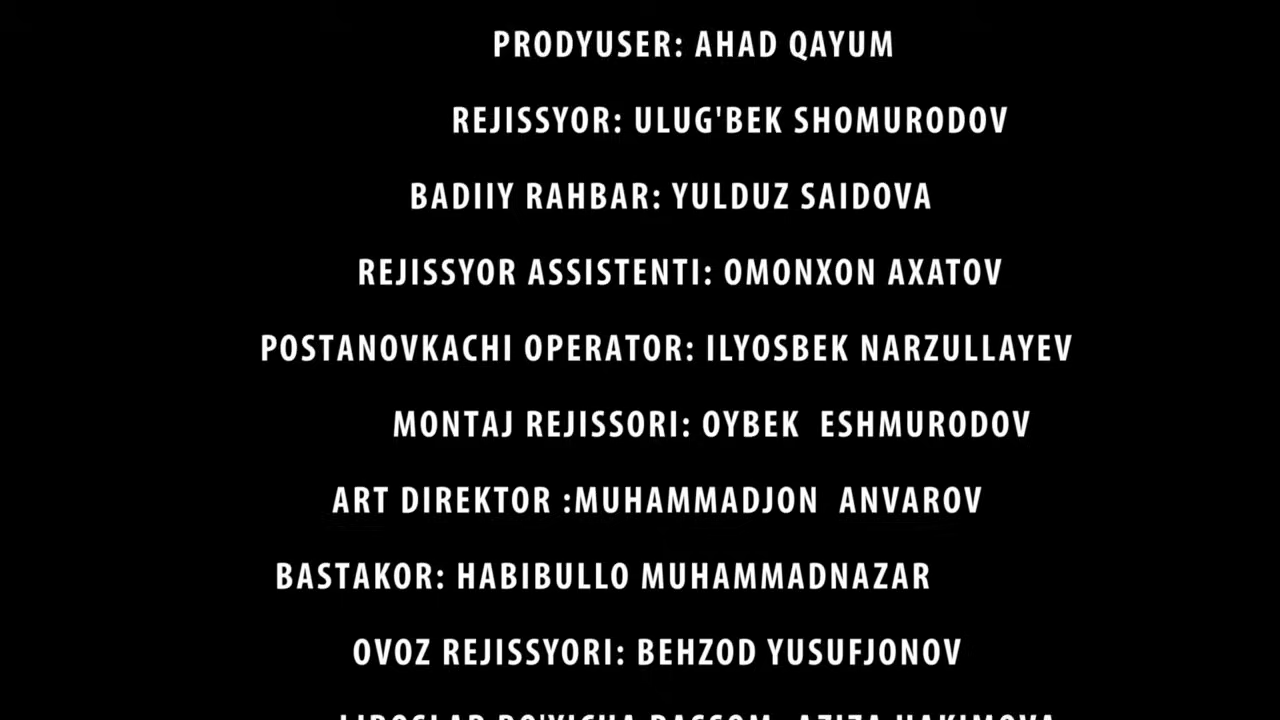 PRODYUSER: AHAD QAYUM
REJISSYOR: ULUG'BEK SHOMURODOV
BADIIY RAHBAR: YULDUZ SAIDOVA
REJISSYOR ASSISTENTI: OMONXON AXATOV
POSTANOVKACHI OPERATOR: ILYOSBEK NARZULLAYEV
MONTAJ REJISSORI: OYBEK ESHMURODOV
ART DIREKTOR :MUHAMMADJON ANVAROV
BASTAKOR: HABIBULLO MUHAMMADNAZAR
OVOZ REJISSYORI: BEHZOD YUSUFJONOV